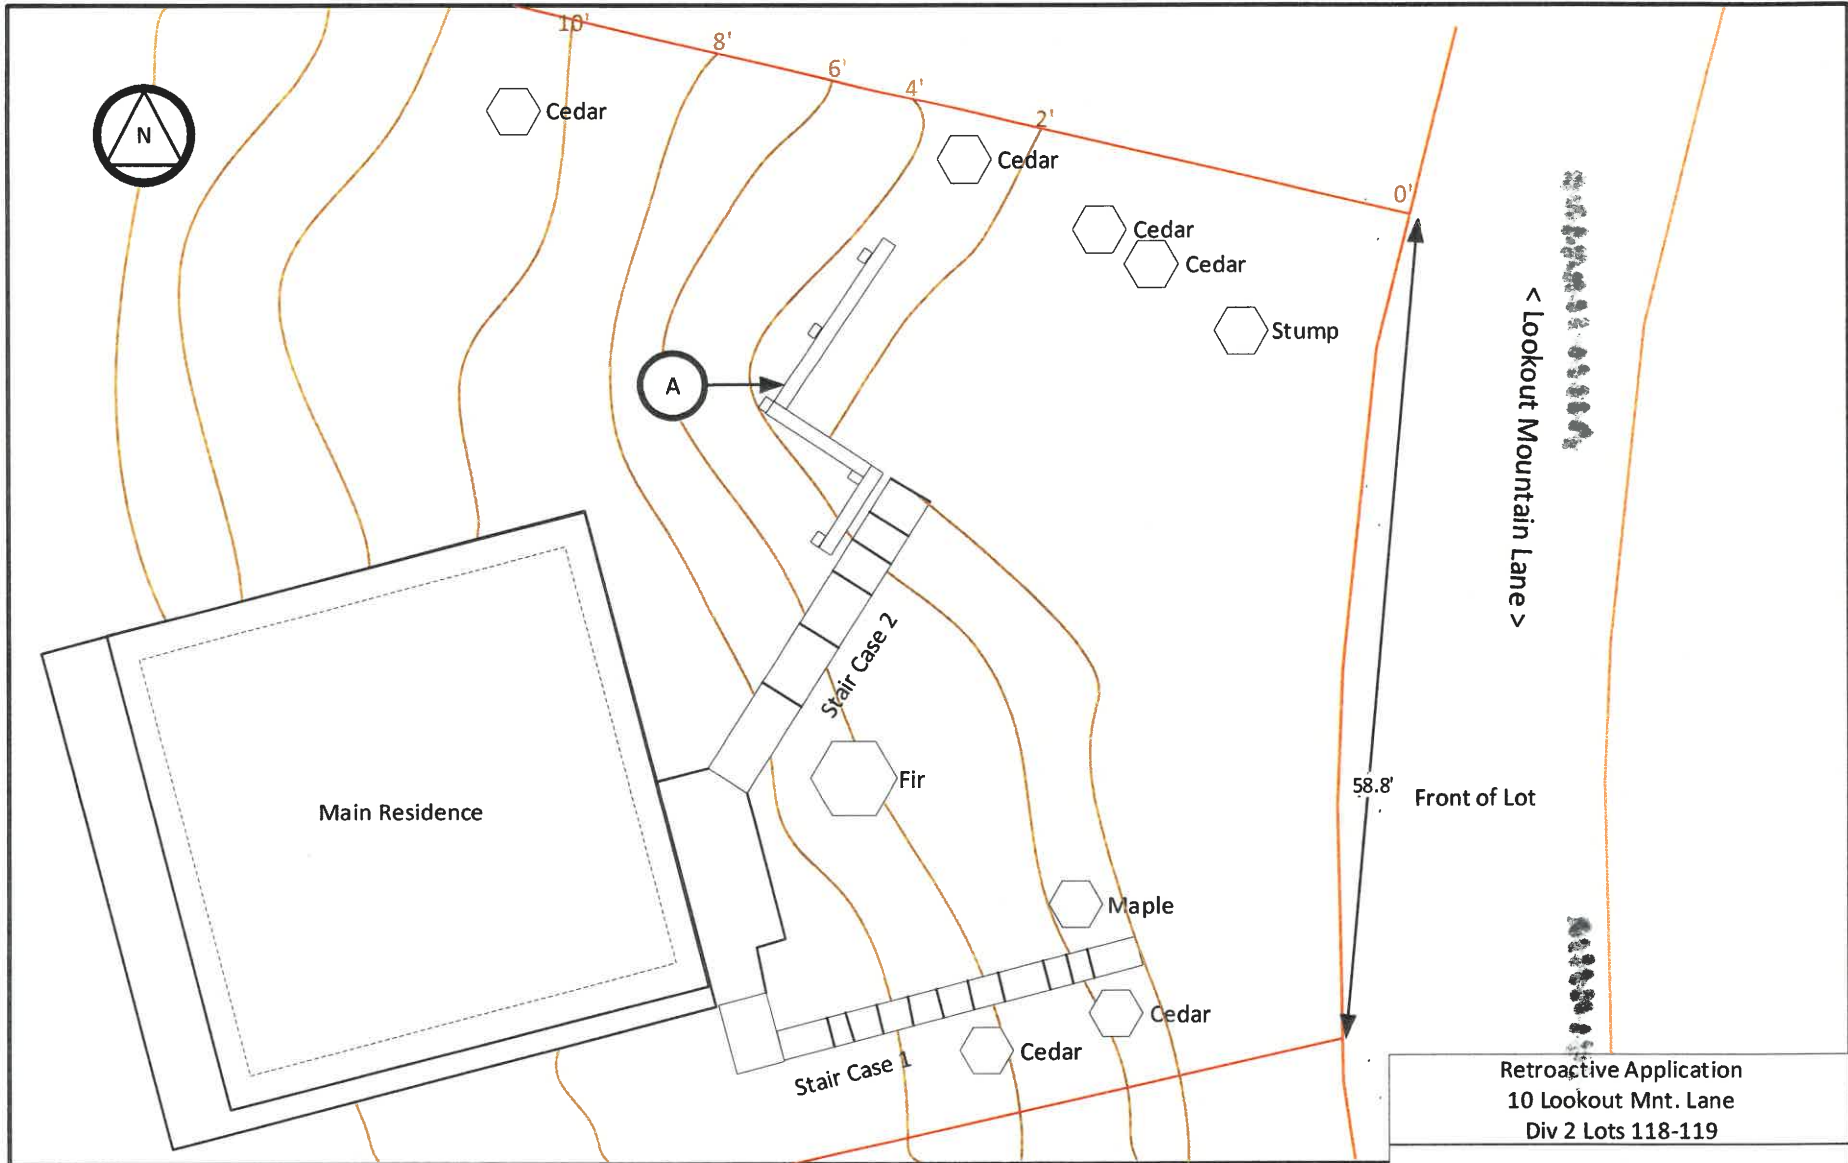 10'
8'
6'
4'
2'
0'
N
Cedar
Cedar
Cedar
Cedar
Stump
< Lookout Mountain Lane >
A
Stair Case 2
Main Residence
Fir
58.8'
Front of Lot
Maple
Cedar
Cedar
Stair Case 1
Retroactive Application
10 Lookout Mnt. Lane
Div 2 Lots 118-119